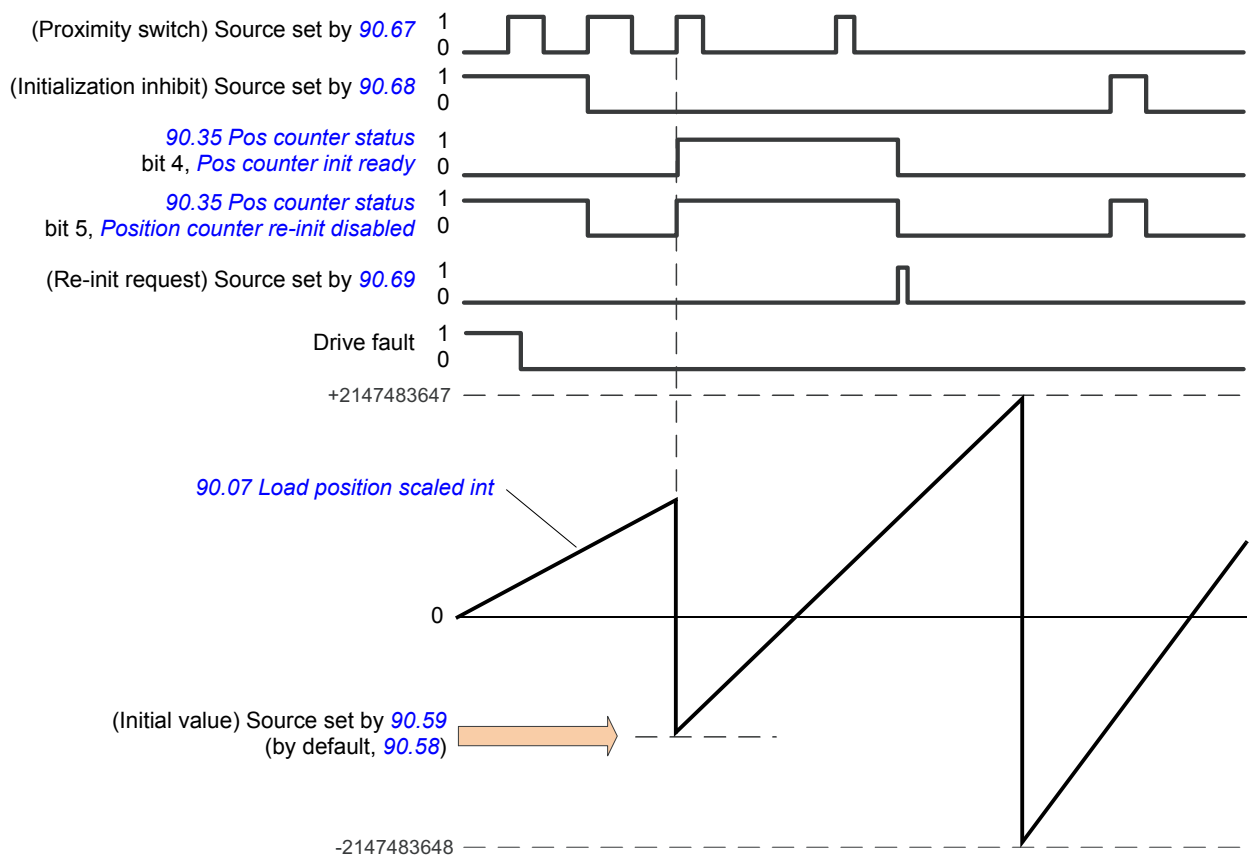 (Proximity switch) Source set by 90.67
1
0
(Initialization inhibit) Source set by 90.68
1
0
90.35 Pos counter status
bit 4, Pos counter init ready
1
0
90.35 Pos counter status
bit 5, Position counter re-init disabled
1
0
(Re-init request) Source set by 90.69
1
0
Drive fault
1
0
+2147483647
90.07 Load position scaled int
0
(Initial value) Source set by 90.59
(by default, 90.58)
-2147483648